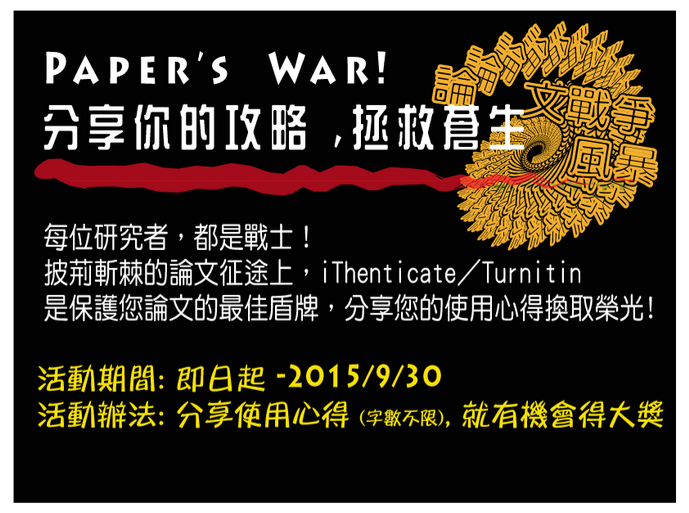 PAPER'S WAR!
分享你的攻略 ,拯救蒼生
論文戰爭
風暴
每位研究者，都是戰士！
披荊斬棘的論文征途上，iThenticate／Turnitin
是保護您論文的最佳盾牌，分享您的使用心得換取榮光!
活動期間: 即日起 -2015/9/30
活動辦法: 分享使用心得 (字數不限), 就有機會得大獎